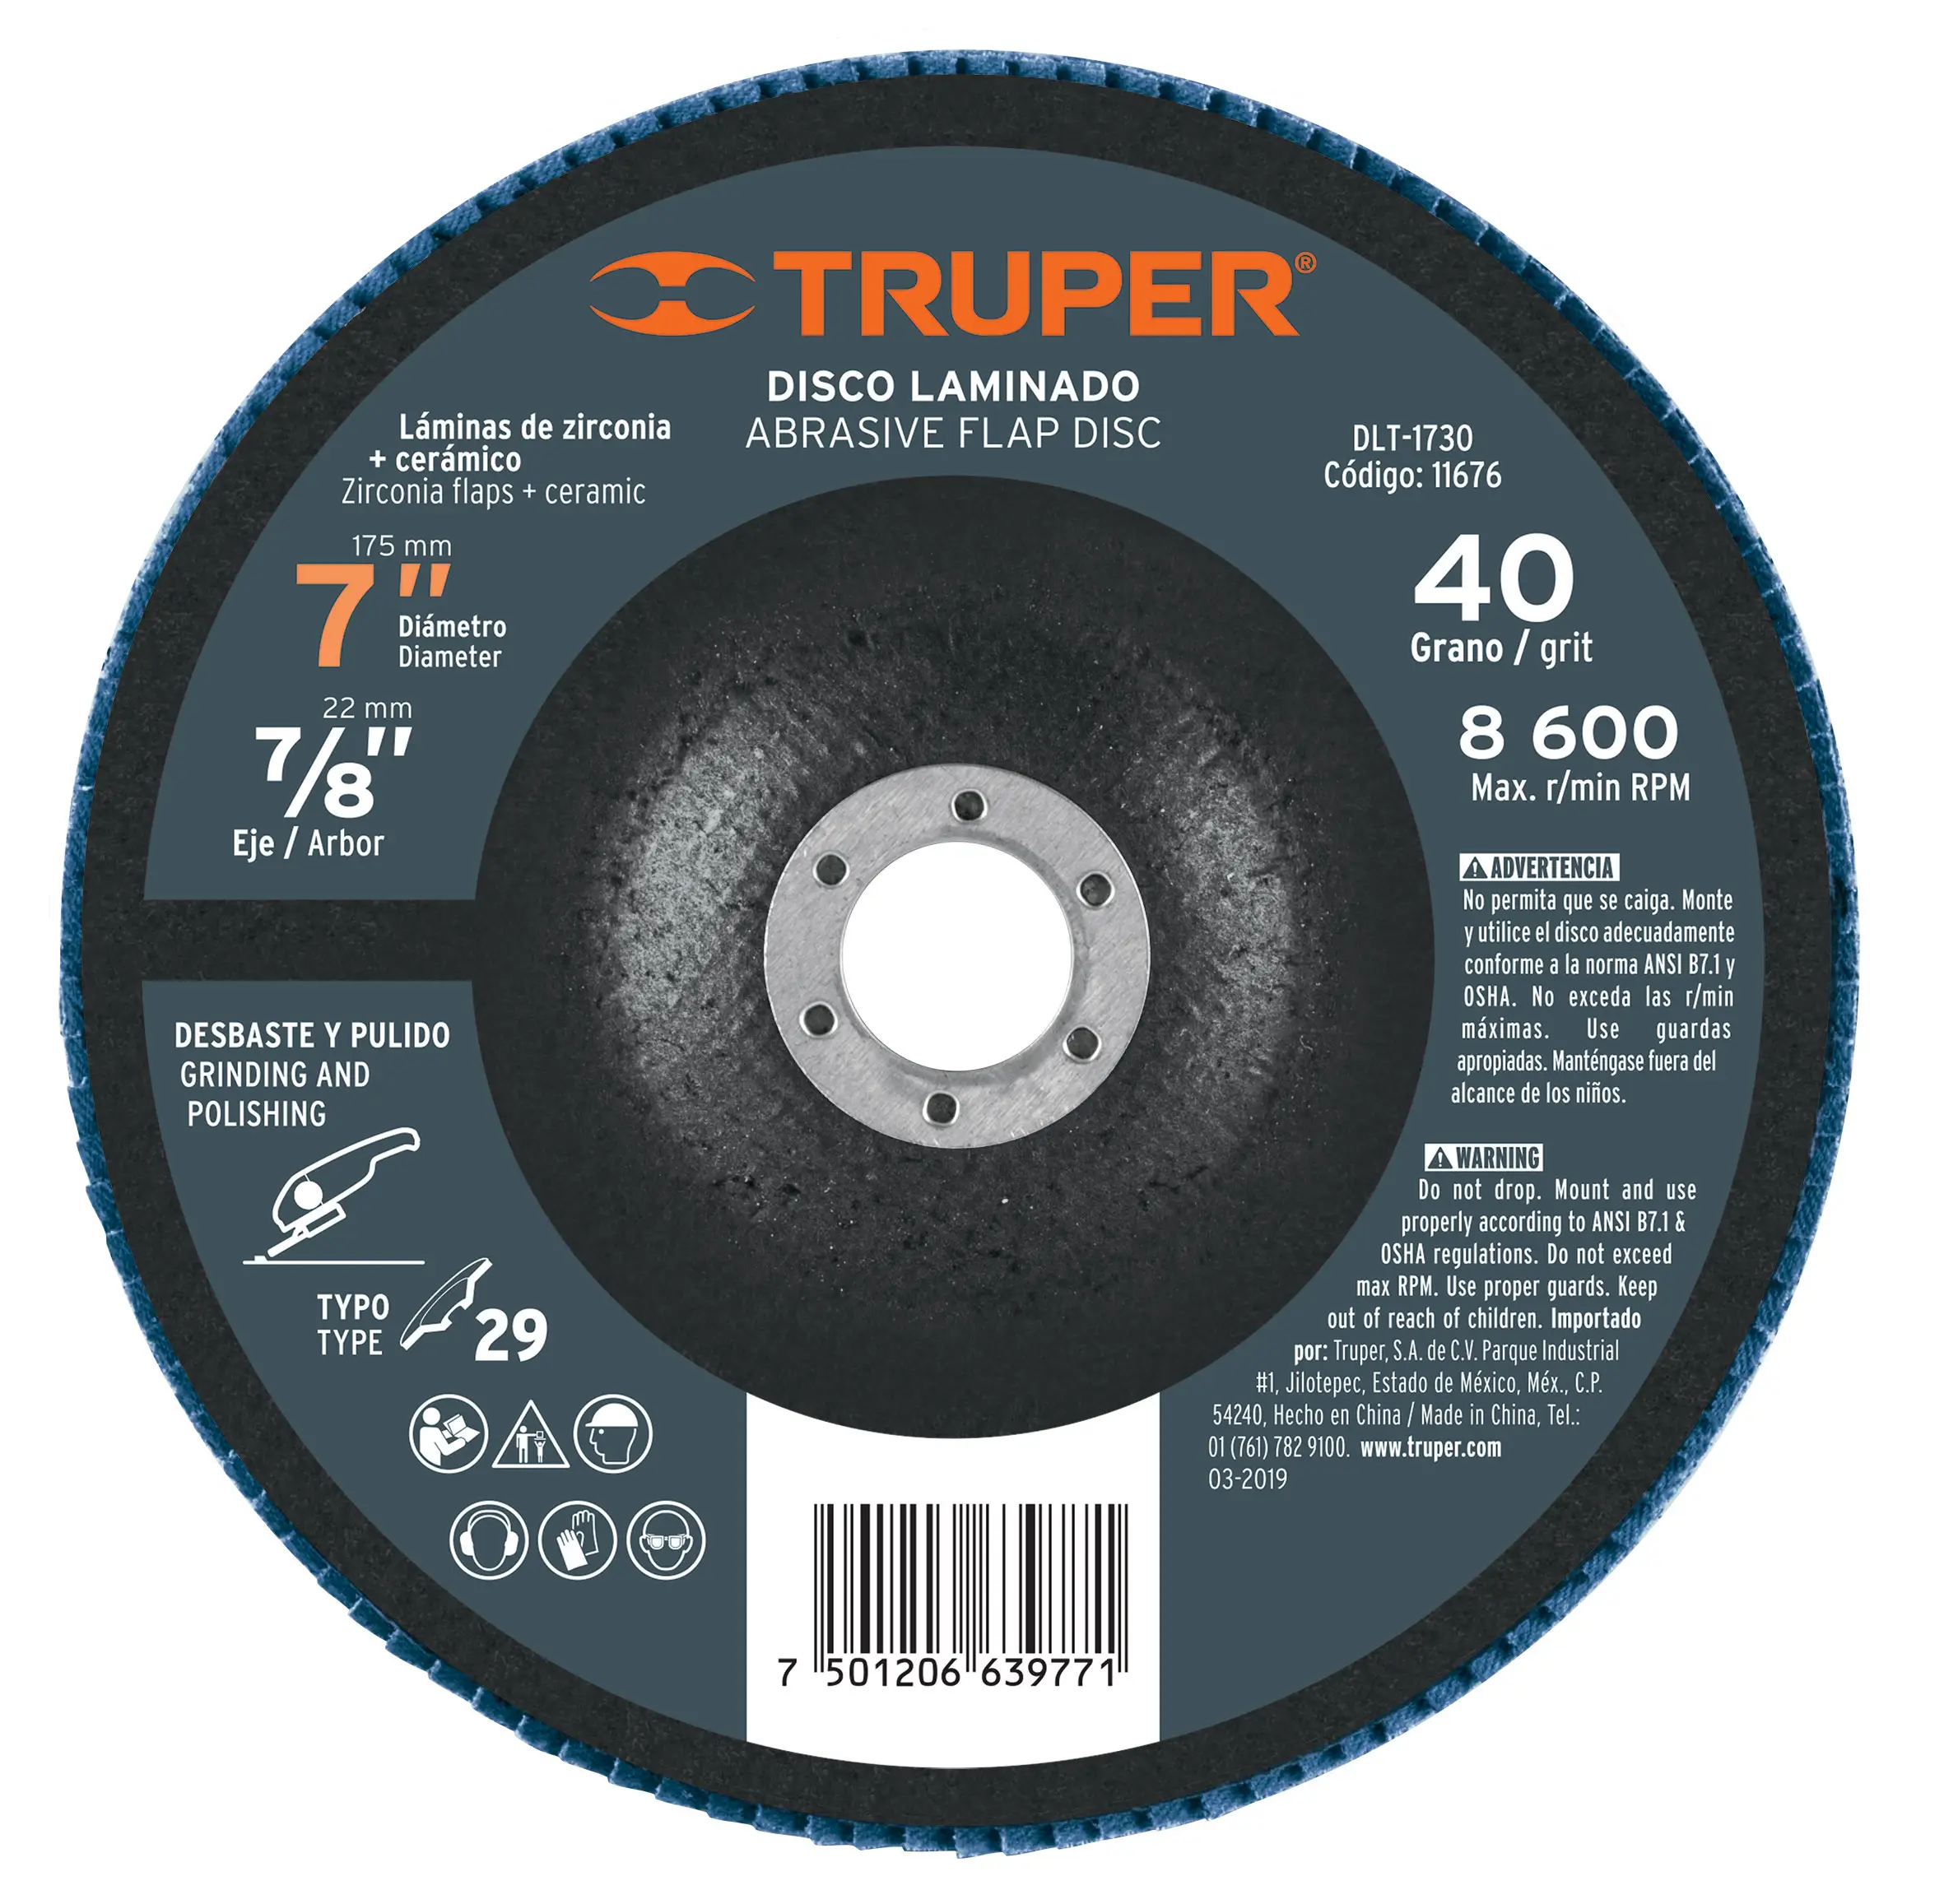 TRUPER®
DISCO LAMINADO
ABRASIVE FLAP DISC
Láminas de zirconia
+ cerámico
Zirconia flaps + ceramic
175 mm
7"
Diámetro
Diameter
22 mm
7/8"
Eje / Arbor
DESBASTE Y PULIDO
GRINDING AND
POLISHING
TYPO
TYPE
29
DLT-1730
Código: 11676
40
Grano / grit
8 600
Max. r/min RPM
ADVERTENCIA
No permita que se caiga. Monte
y utilice el disco adecuadamente
conforme a la norma ANSI B7.1 y
OSHA. No exceda las r/min
máximas. Use guardas
apropiadas. Manténgase fuera del
alcance de los niños.
WARNING
Do not drop. Mount and use
properly according to ANSI B7.1 &
OSHA regulations. Do not exceed
max RPM. Use proper guards. Keep
out of reach of children. Importado
por: Truper, S.A. de C.V. Parque Industrial
#1, Jilotepec, Estado de México, Méx., C.P.
54240, Hecho en China / Made in China, Tel.:
01 (761) 782 9100. www.truper.com
03-2019
7 501206 639771